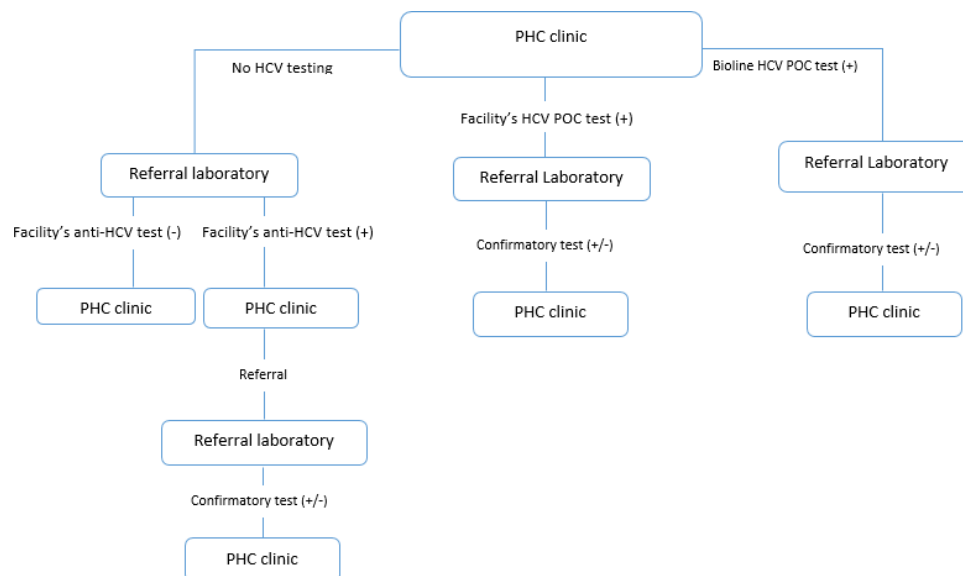 PHC clinic
No HCV testing
Bioline HCV POC test (+)
Facility's HCV POC test (+)
Referral laboratory
Referral Laboratory
Referral Laboratory
Facility's anti-HCV test (-)
Facility's anti-HCV test (+)
Confirmatory test (+/-)
Confirmatory test (+/-)
PHC clinic
PHC clinic
PHC clinic
PHC clinic
Referral
Referral laboratory
Confirmatory test (+/-)
PHC clinic